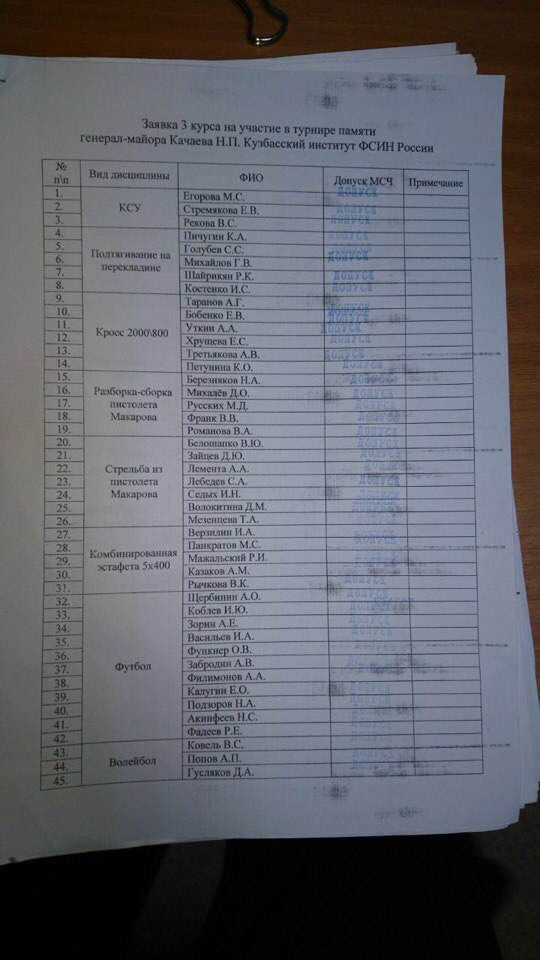 Заявка 3 курса на участие в турнире памяти
генерал-майора Качаева Н.П. Кузбасский институт ФСИН России
№ п\п Вид дисциплины ФИО Допуск МСЧ Примечание
1. КСУ Егорова М.С. ДОПУСК
2. Стремякова Е.В. ДОПУСК
3. Рекова В.С. ДОПУСК
4. Подтягивание на перекладине Пичугин К.А. ДОПУСК
5. Голубев С.С. ДОПУСК
6. Михайлов Г.В. ДОПУСК
7. Шайрикян Р.К. ДОПУСК
8. Костенко И.С. ДОПУСК
9. Кросс 2000\800 Таранов А.Г.
10. Бобенко Е.В. ДОПУСК
11. Уткин А.А. ДОПУСК
12. Хрущева Е.С. ДОПУСК
13. Третьякова А.В. ДОПУСК
14. Петунина К.О. ДОПУСК
15. Разборка-сборка пистолета Макарова Березняков Н.А. ДОПУСК
16. Михалёв Д.О. ДОПУСК
17. Русских М.Д. ДОПУСК
18. Франк В.В. ДОПУСК
19. Романова В.А. ДОПУСК
20. Стрельба из пистолета Макарова Белошапко В.Ю. ДОПУСК
21. Зайцев Д.Ю. ДОПУСК
22. Лемента А.А. ДОПУСК
23. Лебедев С.А. ДОПУСК
24. Седых И.Н. ДОПУСК
25. Волокитина Д.М. ДОПУСК
26. Мезенцева Т.А.
27. Комбинированная эстафета 5х400 Верзилин И.А.
28. Панкратов М.С. ДОПУСК
29. Мажальский Р.И. ДОПУСК
30. Казаков А.М. ДОПУСК
31. Рычкова В.К. ДОПУСК
32. Футбол Щербинин А.О. ДОПУСК
33. Коблев И.Ю. ДОПУСК
34. Зорин А.Е. ДОПУСК
35. Васильев И.А. ДОПУСК
36. Функнер О.В. ДОПУСК
37. Забродин А.В.
38. Филимонов А.А. ДОПУСК
39. Калугин Е.О. ДОПУСК
40. Подзоров Н.А. ДОПУСК
41. Акинфеев Н.С. ДОПУСК
42. Фадеев Р.Е. ДОПУСК
43. Волейбол Ковель В.С. ДОПУСК
44. Попов А.П. ДОПУСК
45. Гусляков Д.А. ДОПУСК